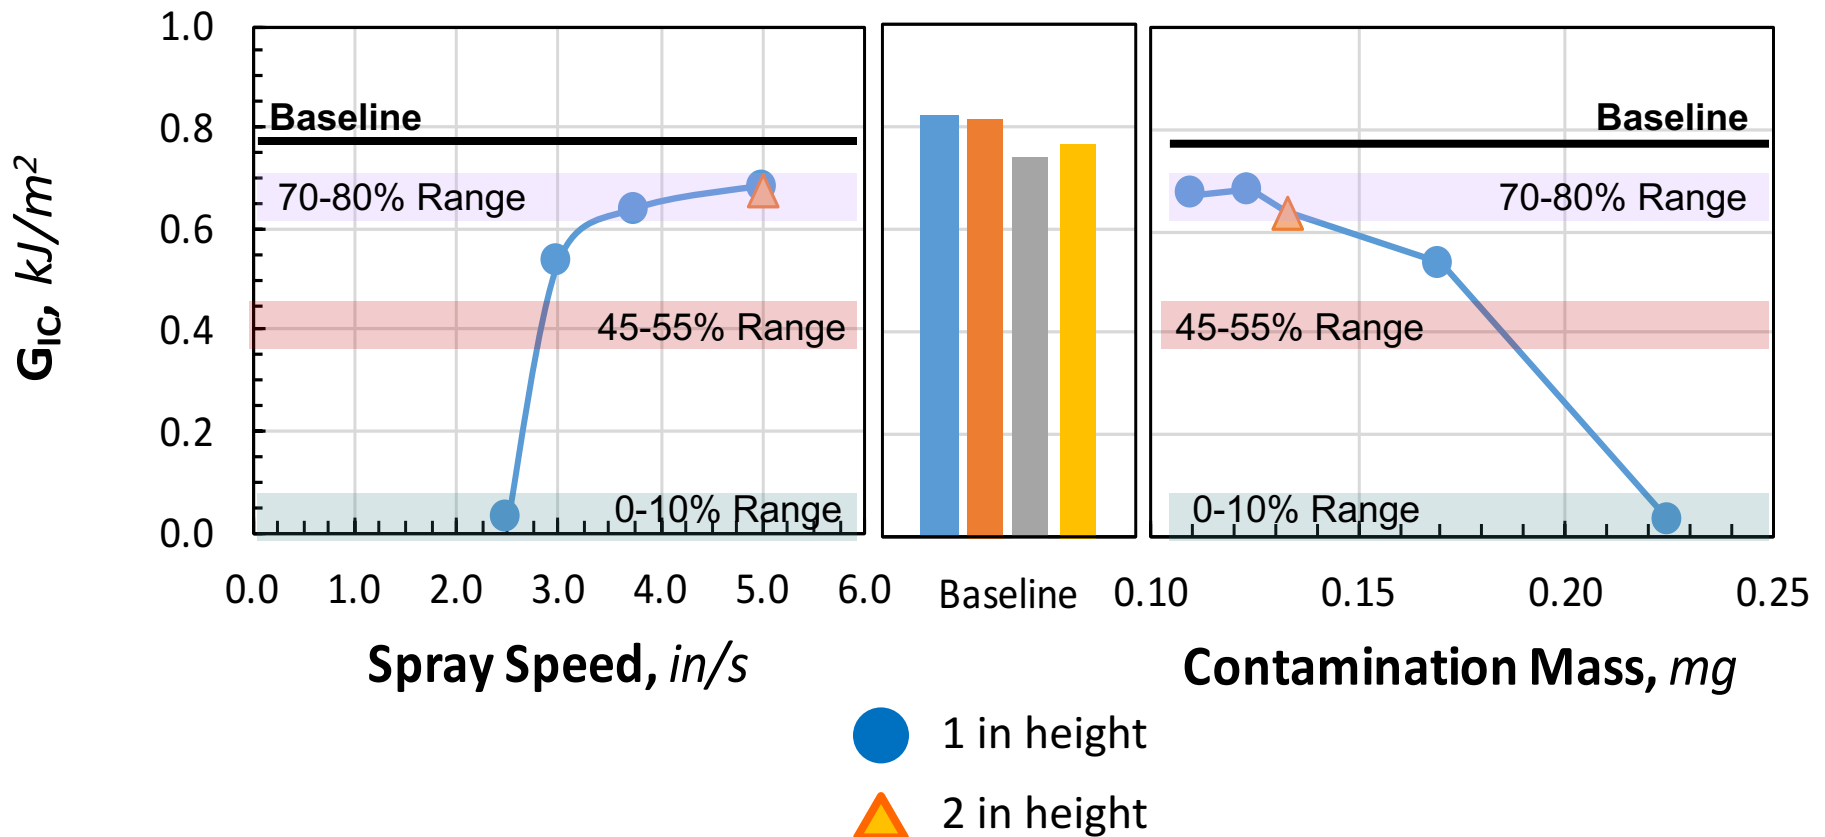 G_IC, kJ/m²
1.0
0.8
0.6
0.4
0.2
0.0
Baseline
70-80% Range
45-55% Range
0-10% Range
0.0 1.0 2.0 3.0 4.0 5.0 6.0
Spray Speed, in/s
Baseline
Baseline
70-80% Range
45-55% Range
0-10% Range
0.10 0.15 0.20 0.25
Contamination Mass, mg
1 in height
2 in height